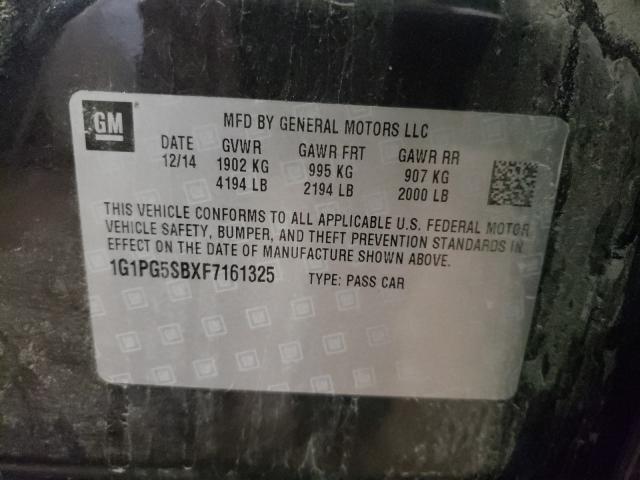 GM
MFD BY GENERAL MOTORS LLC
DATE GVWR GAWR FRT GAWR RR
12/14 1902 KG 995 KG 907 KG
4194 LB 2194 LB 2000 LB
THIS VEHICLE CONFORMS TO ALL APPLICABLE U.S. FEDERAL MOTOR
VEHICLE SAFETY, BUMPER, AND THEFT PREVENTION STANDARDS IN
EFFECT ON THE DATE OF MANUFACTURE SHOWN ABOVE.
1G1PG5SBXF7161325 TYPE: PASS CAR